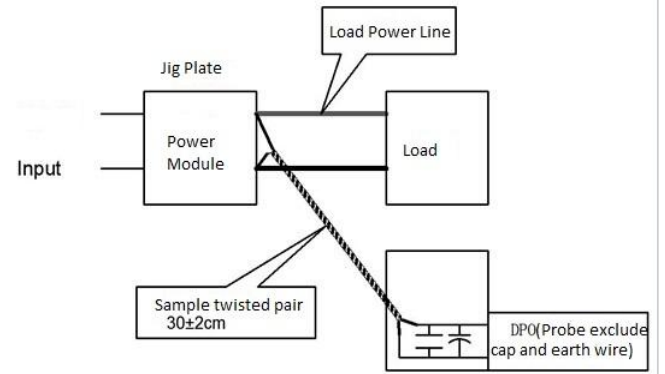 Load Power Line
Jig Plate
Power
Module
Load
Input
Sample twisted pair
30±2cm
DPO(Probe exclude
cap and earth wire)